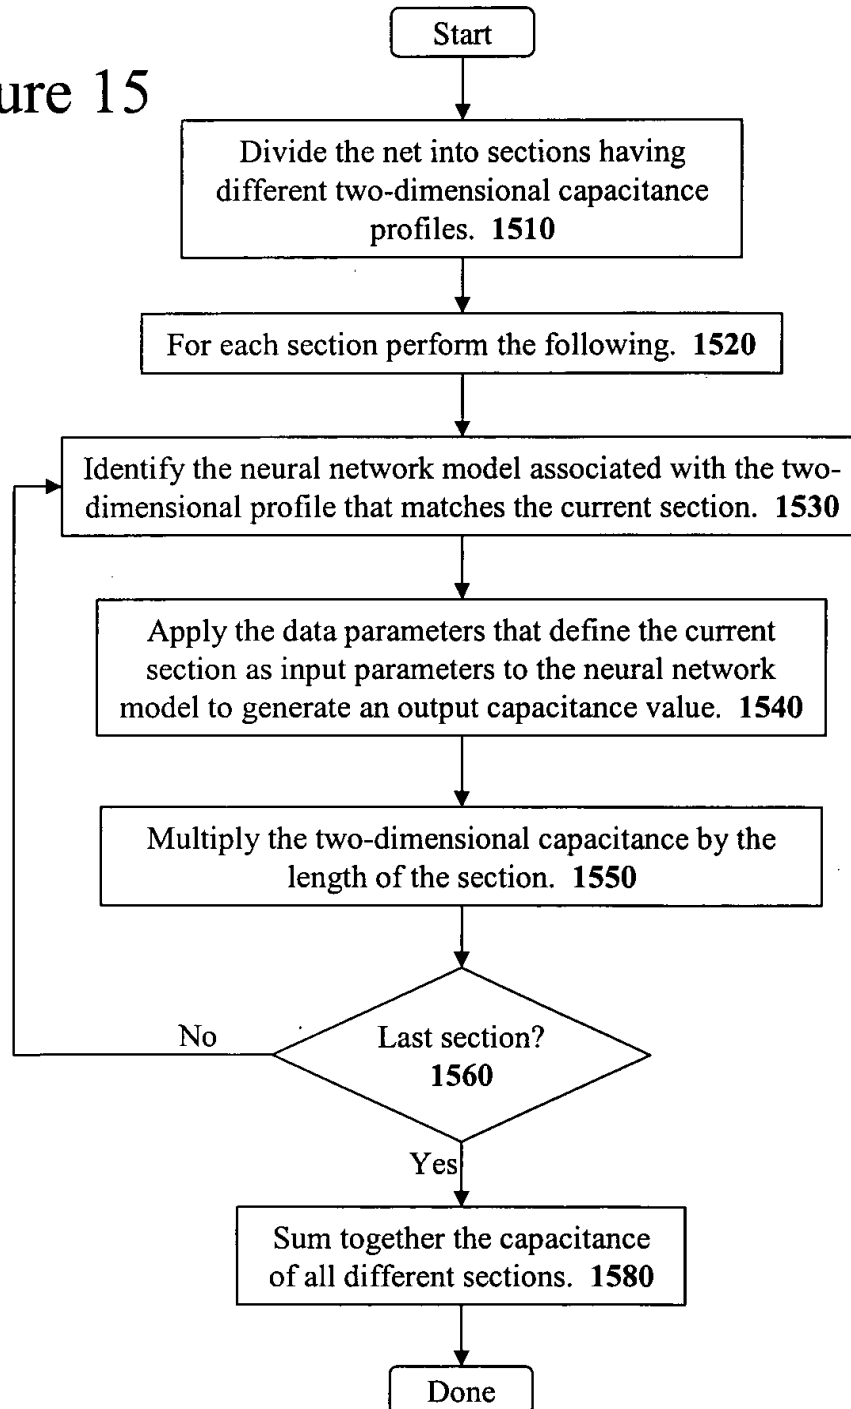 Start
ure 15
Divide the net into sections having
different two-dimensional capacitance
profiles. 1510
For each section perform the following. 1520
Identify the neural network model associated with the two-
dimensional profile that matches the current section. 1530
Apply the data parameters that define the current
section as input parameters to the neural network
model to generate an output capacitance value. 1540
Multiply the two-dimensional capacitance by the
length of the section. 1550
No
Last section?
1560
Yes
Sum together the capacitance
of all different sections. 1580
Done